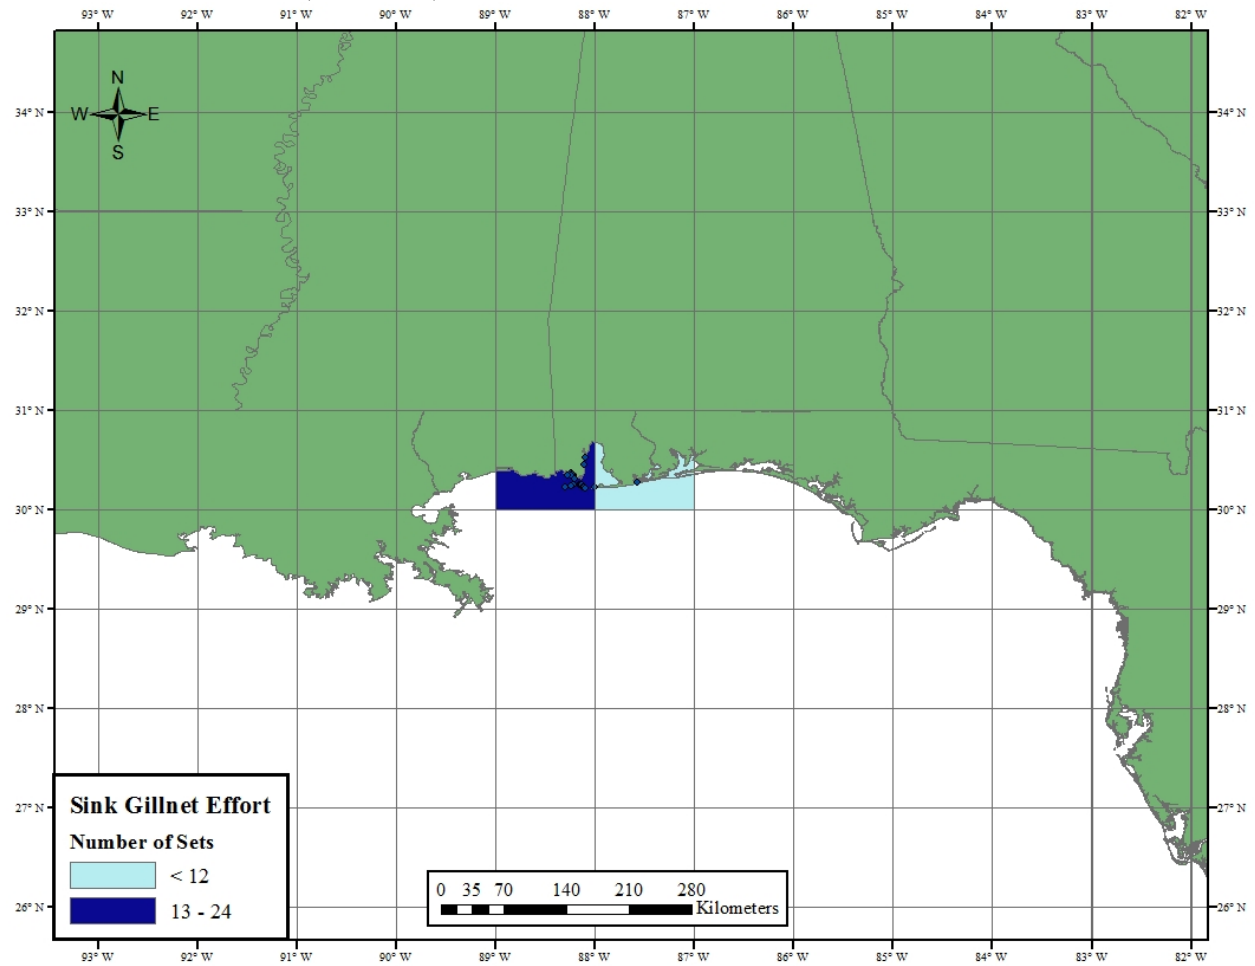 93° W 92° W 91° W 90° W 89° W 88° W 87° W 86° W 85° W 84° W 83° W 82° W
N
W E
S
34° N 34° N
33° N 33° N
32° N 32° N
31° N 31° N
30° N 30° N
29° N 29° N
28° N 28° N
27° N 27° N
26° N 26° N
Sink Gillnet Effort
Number of Sets
< 12
13 - 24
0 35 70 140 210 280
Kilometers
93° W 92° W 91° W 90° W 89° W 88° W 87° W 86° W 85° W 84° W 83° W 82° W